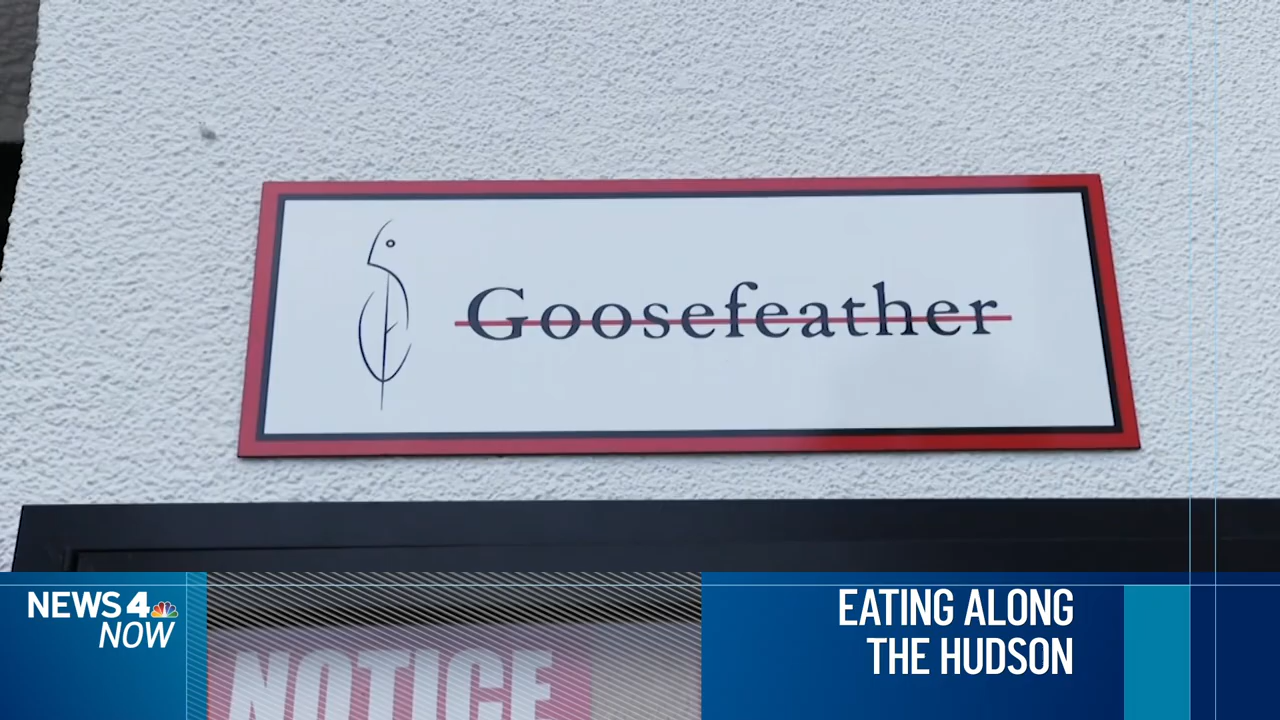 Goosefeather
NEWS 4
NOW
EATING ALONG
THE HUDSON
NOTICE